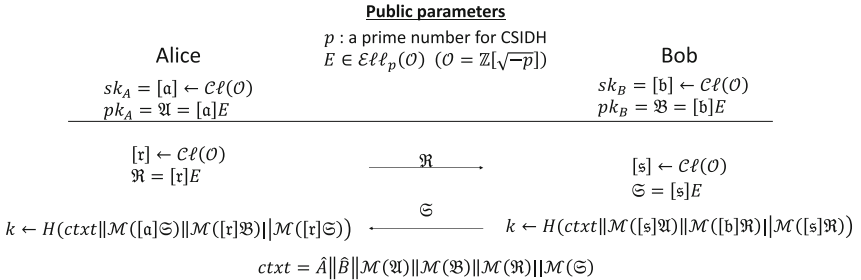 Public parameters
p : a prime number for CSIDH
E ∈ ℰℓℓ_p(𝒪) (𝒪 = ℤ[√−p])
Alice
Bob
sk_A = [𝔞] ← 𝒞ℓ(𝒪)
pk_A = 𝔄 = [𝔞]E
sk_B = [𝔟] ← 𝒞ℓ(𝒪)
pk_B = 𝔅 = [𝔟]E
[𝔯] ← 𝒞ℓ(𝒪)
ℜ = [𝔯]E
ℜ
[𝔰] ← 𝒞ℓ(𝒪)
𝔖 = [𝔰]E
𝔖
k ← H(ctxt‖ℳ([𝔞]𝔖)‖ℳ([𝔯]𝔅)||ℳ([𝔯]𝔖))
k ← H(ctxt‖ℳ([𝔰]𝔄)‖ℳ([𝔟]ℜ)||ℳ([𝔰]ℜ))
ctxt = Â‖B̂‖ℳ(𝔄)‖ℳ(𝔅)‖ℳ(ℜ)||ℳ(𝔖)